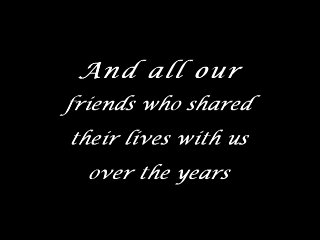 And all our
friends who shared
their lives with us
over the years